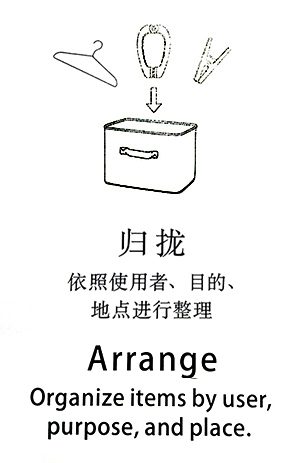 归拢
依照使用者、目的、
地点进行整理
Arrange
Organize items by user,
purpose, and place.